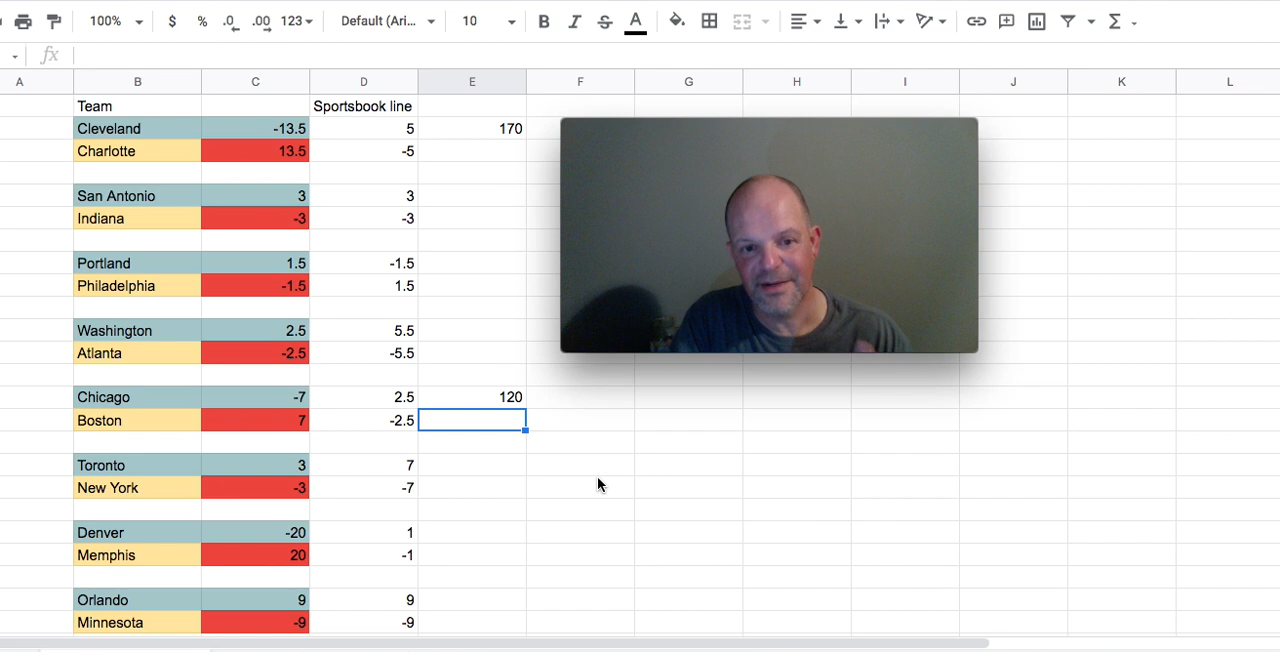 100% $ % .0 .00 123 Default (Ari... 10 B I S A Σ
fx
A B C D E F G H I J K L
Team Sportsbook line
Cleveland -13.5 5 170
Charlotte 13.5 -5
San Antonio 3 3
Indiana -3 -3
Portland 1.5 -1.5
Philadelphia -1.5 1.5
Washington 2.5 5.5
Atlanta -2.5 -5.5
Chicago -7 2.5 120
Boston 7 -2.5
Toronto 3 7
New York -3 -7
Denver -20 1
Memphis 20 -1
Orlando 9 9
Minnesota -9 -9